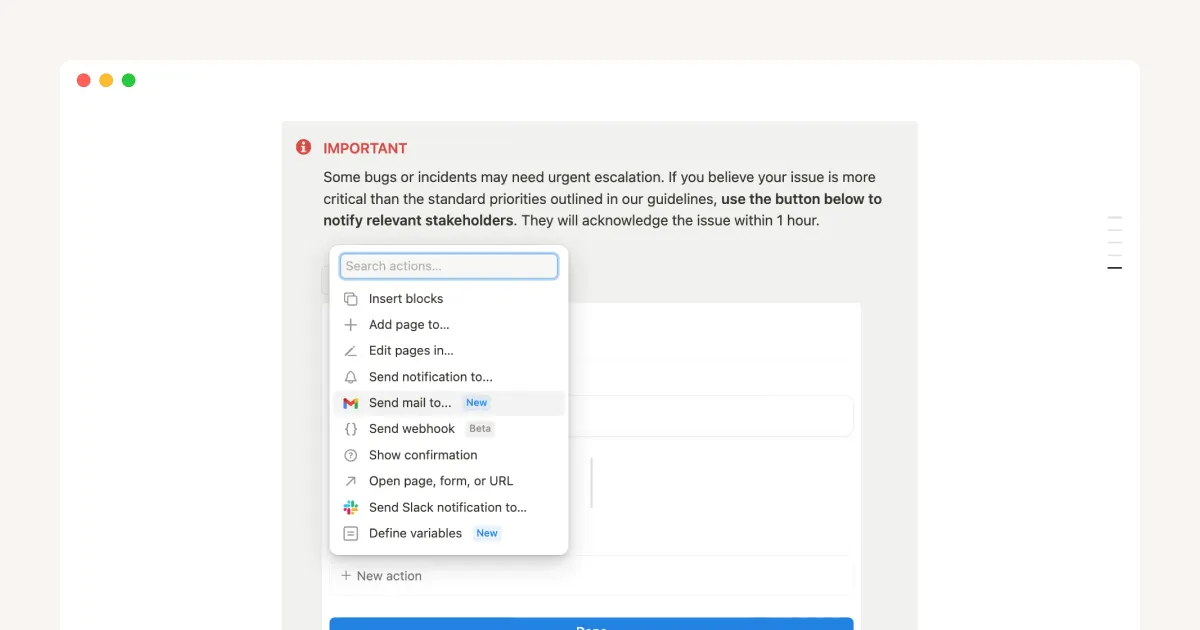 IMPORTANT
Some bugs or incidents may need urgent escalation. If you believe your issue is more
critical than the standard priorities outlined in our guidelines, use the button below to
notify relevant stakeholders. They will acknowledge the issue within 1 hour.
Search actions...
Insert blocks
Add page to...
Edit pages in...
Send notification to...
Send mail to... New
Send webhook Beta
Show confirmation
Open page, form, or URL
Send Slack notification to...
Define variables New
New action